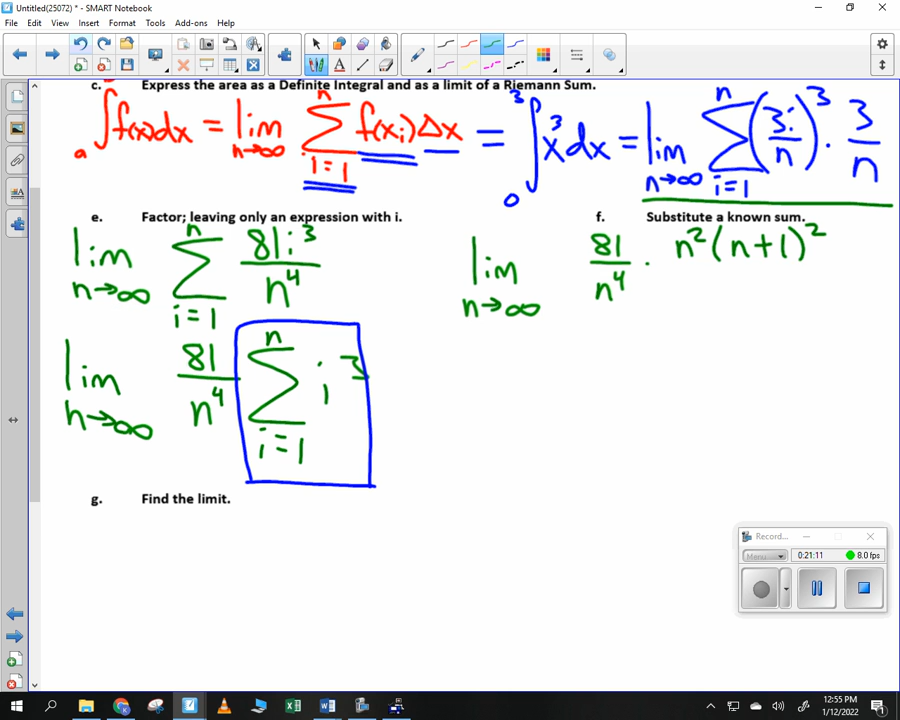 Untitled(25072) * - SMART Notebook
File Edit View Insert Format Tools Add-ons Help
c. Express the area as a Definite Integral and as a limit of a Riemann Sum.
∫ₐ f(x)dx = lim n→∞ ∑ n i=1 f(xᵢ) Δx = ∫₀³ x³ dx = lim n→∞ ∑ n i=1 (3i/n)³ · 3/n
e. Factor; leaving only an expression with i.
lim n→∞ ∑ n i=1 81i³/n⁴
lim n→∞ 81/n⁴ ∑ n i=1 i³
f. Substitute a known sum.
lim n→∞ 81/n⁴ · n²(n+1)²
g. Find the limit.
Record...
Menu
0:21:11
8.0 fps
12:55 PM
1/12/2022
1